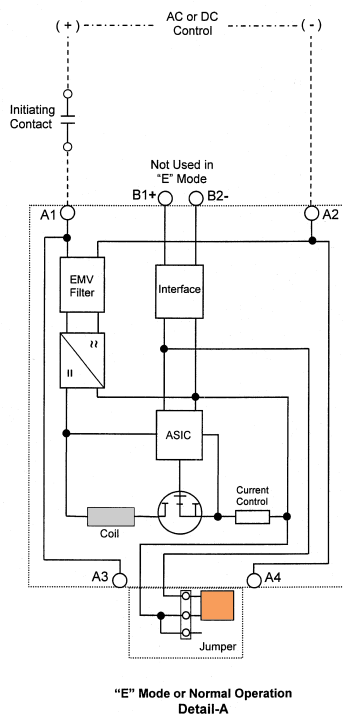 AC or DC
(+) (-)
Control
Initiating
Contact
Not Used in
“E” Mode
B1+ B2-
A1 A2
EMV
Filter
Interface
≈
=
ASIC
Current
Control
Coil
A3 A4
Jumper
“E” Mode or Normal Operation
Detail-A